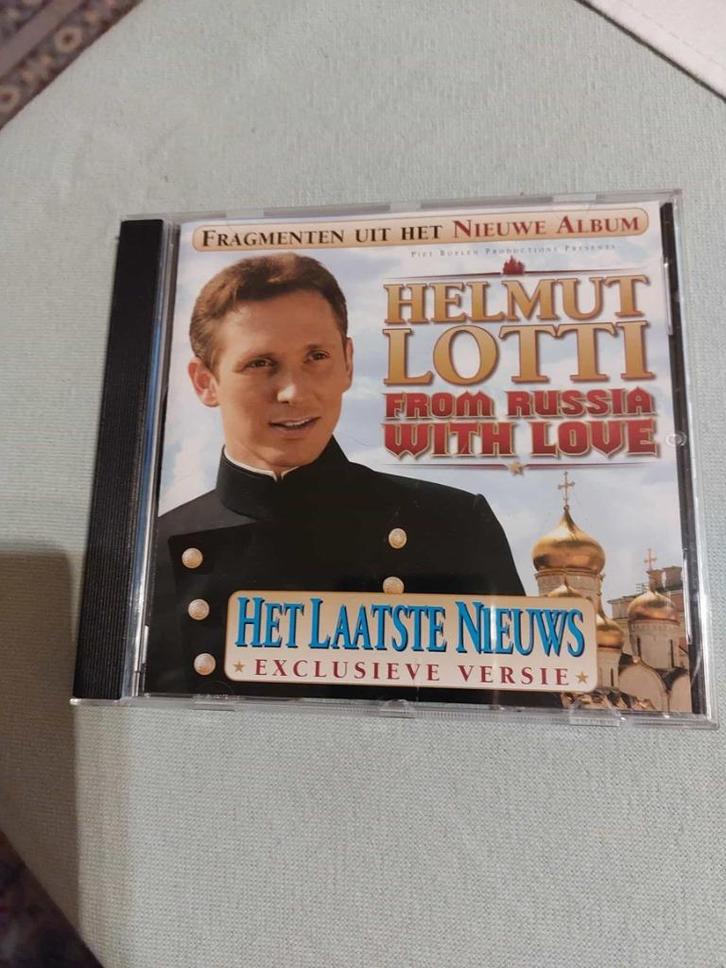 FRAGMENTEN UIT HET NIEUWE ALBUM
PIET ROELEN PRODUCTIONS PRESENTS
HELMUT
LOTTI
FROM RUSSIA
WITH LOVE
HET LAATSTE NIEUWS
EXCLUSIEVE VERSIE